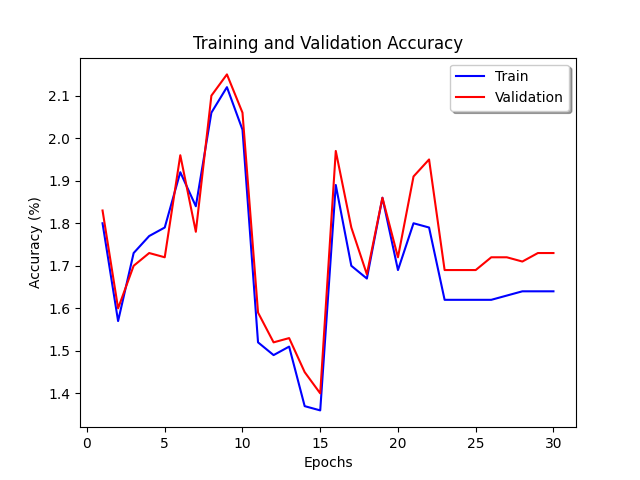 Training and Validation Accuracy
Train
Validation
Accuracy (%)
2.1
2.0
1.9
1.8
1.7
1.6
1.5
1.4
0 5 10 15 20 25 30
Epochs